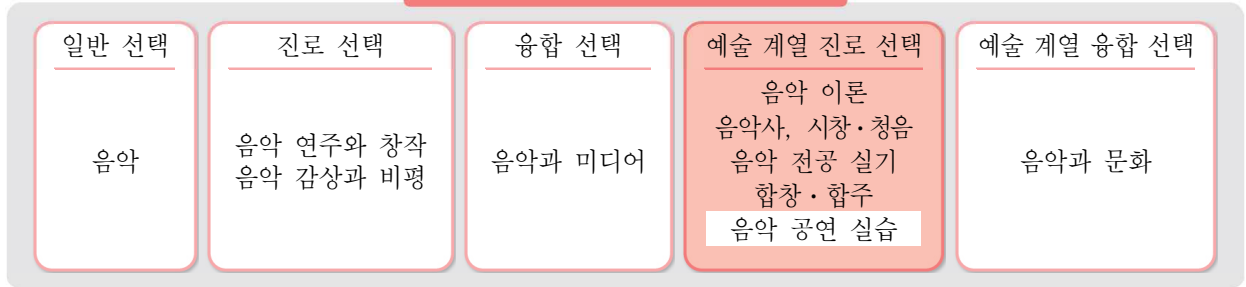 일반 선택
음악
진로 선택
음악 연주와 창작
음악 감상과 비평
융합 선택
음악과 미디어
예술 계열 진로 선택
음악 이론
음악사, 시창·청음
음악 전공 실기
합창·합주
음악 공연 실습
예술 계열 융합 선택
음악과 문화